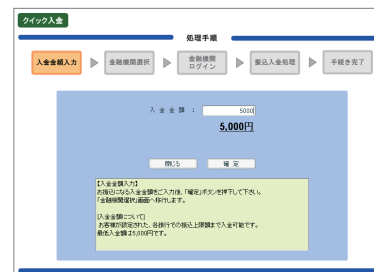 クイック入金
処理手順
入金金額入力
金融機関選択
金融機関
ログイン
振込入金処理
手続き完了
入金金額：
5000
5,000円
閉じる
確定
【入金金額入力】
お振込になる入金金額をご入力後、「確定」ボタンを押下して下さい。
「金融機関選択」画面へ移行します。
[入金金額について]
お客様が設定された、各銀行での振込上限額まで入金可能です。
最低入金額は5,000円です。